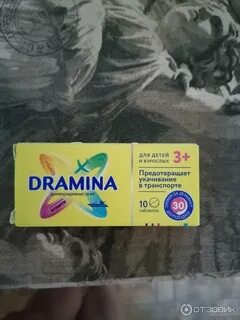 DRAMINA
ДЛЯ ДЕТЕЙ
И ВЗРОСЛЫХ 3+
Предотвращает
укачивание
в транспорте
10
таблеток
30
ОТЗОВИК